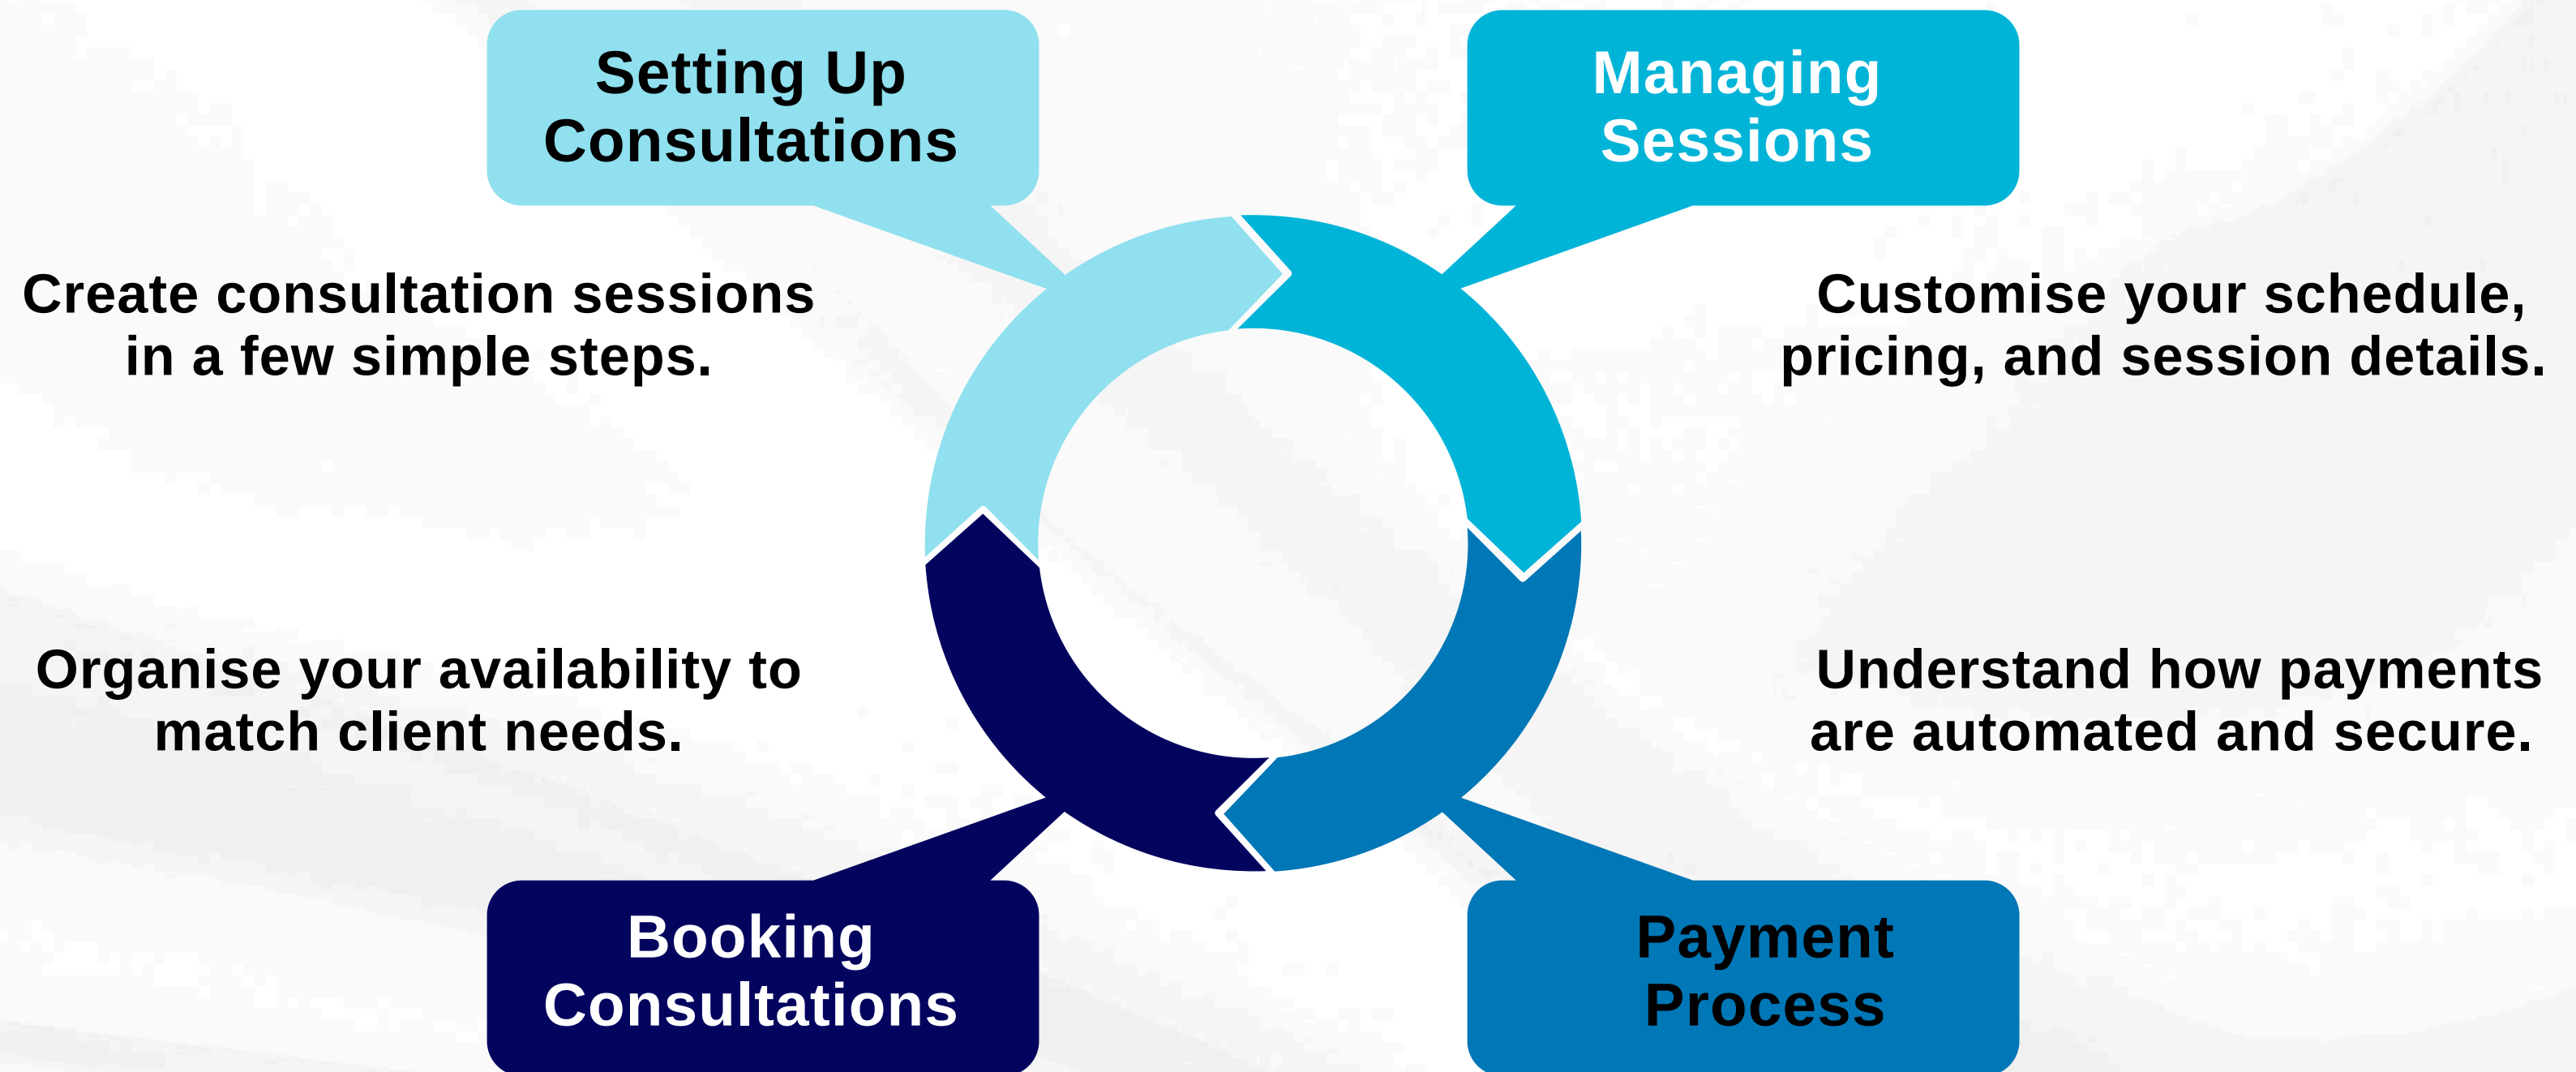 Setting Up
Consultations
Managing
Sessions
Create consultation sessions
in a few simple steps.
Customise your schedule,
pricing, and session details.
Organise your availability to
match client needs.
Understand how payments
are automated and secure.
Booking
Consultations
Payment
Process